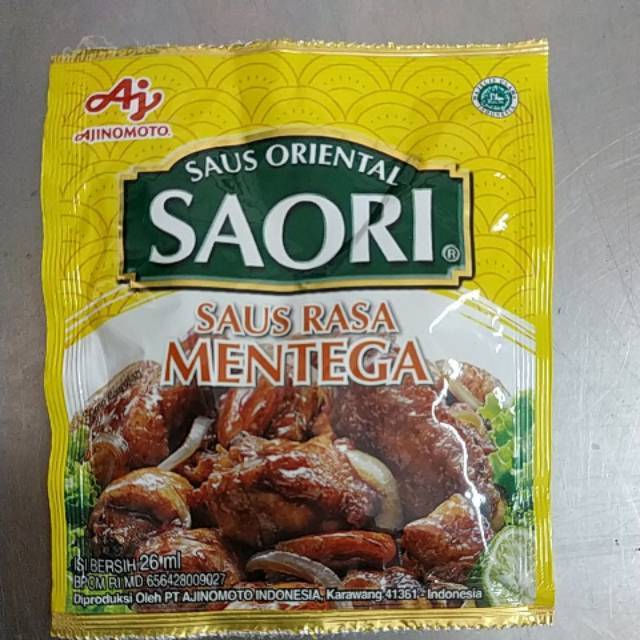 Aj
AJINOMOTO®
SAUS ORIENTAL
SAORI®
SAUS RASA
MENTEGA
ISI BERSIH 26 ml
BPOM RI MD 656428009027
Diproduksi Oleh PT AJINOMOTO INDONESIA, Karawang 41361 - Indonesia